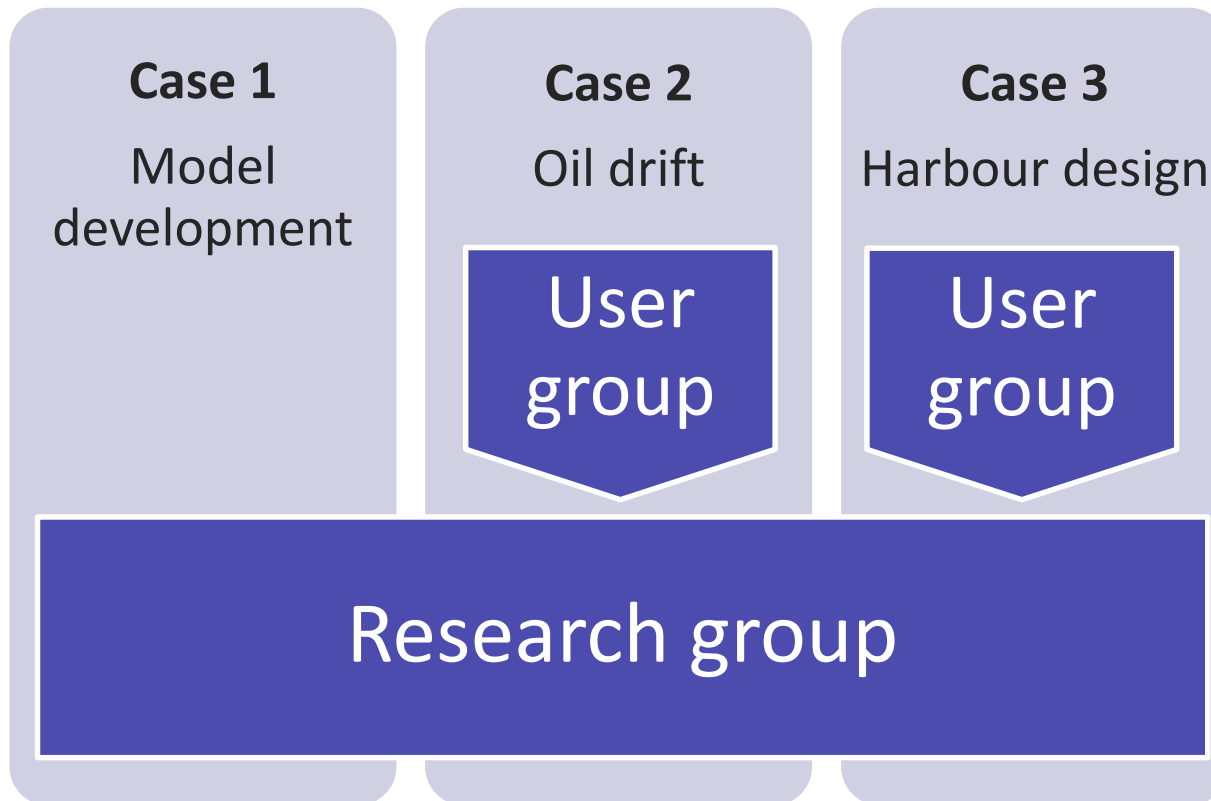 Case 1
Model
development
Case 2
Oil drift
User
group
Case 3
Harbour design
User
group
Research group